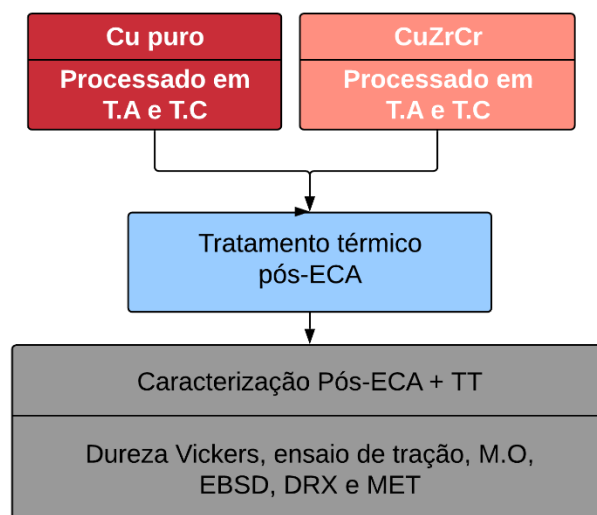 Cu puro
Processado em
T.A e T.C
CuZrCr
Processado em
T.A e T.C
Tratamento térmico
pós-ECA
Caracterização Pós-ECA + TT
Dureza Vickers, ensaio de tração, M.O,
EBSD, DRX e MET